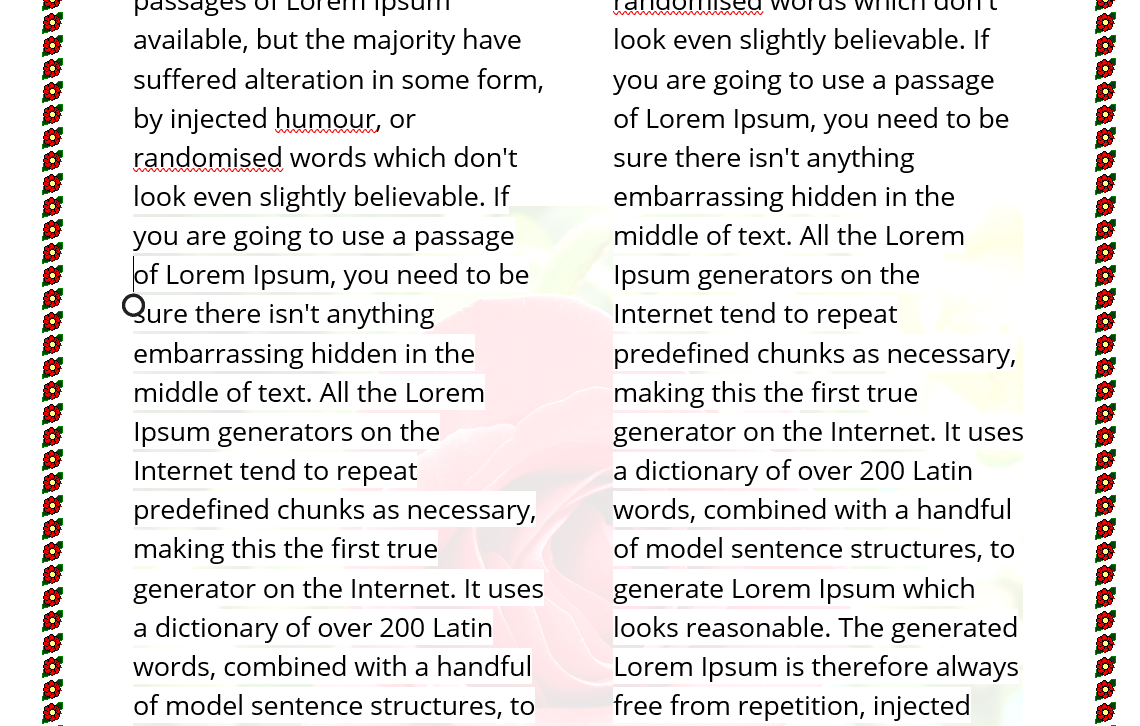 passages of Lorem Ipsum
available, but the majority have
suffered alteration in some form,
by injected humour, or
randomised words which don't
look even slightly believable. If
you are going to use a passage
of Lorem Ipsum, you need to be
sure there isn't anything
embarrassing hidden in the
middle of text. All the Lorem
Ipsum generators on the
Internet tend to repeat
predefined chunks as necessary,
making this the first true
generator on the Internet. It uses
a dictionary of over 200 Latin
words, combined with a handful
of model sentence structures, to
randomised words which don't
look even slightly believable. If
you are going to use a passage
of Lorem Ipsum, you need to be
sure there isn't anything
embarrassing hidden in the
middle of text. All the Lorem
Ipsum generators on the
Internet tend to repeat
predefined chunks as necessary,
making this the first true
generator on the Internet. It uses
a dictionary of over 200 Latin
words, combined with a handful
of model sentence structures, to
generate Lorem Ipsum which
looks reasonable. The generated
Lorem Ipsum is therefore always
free from repetition, injected